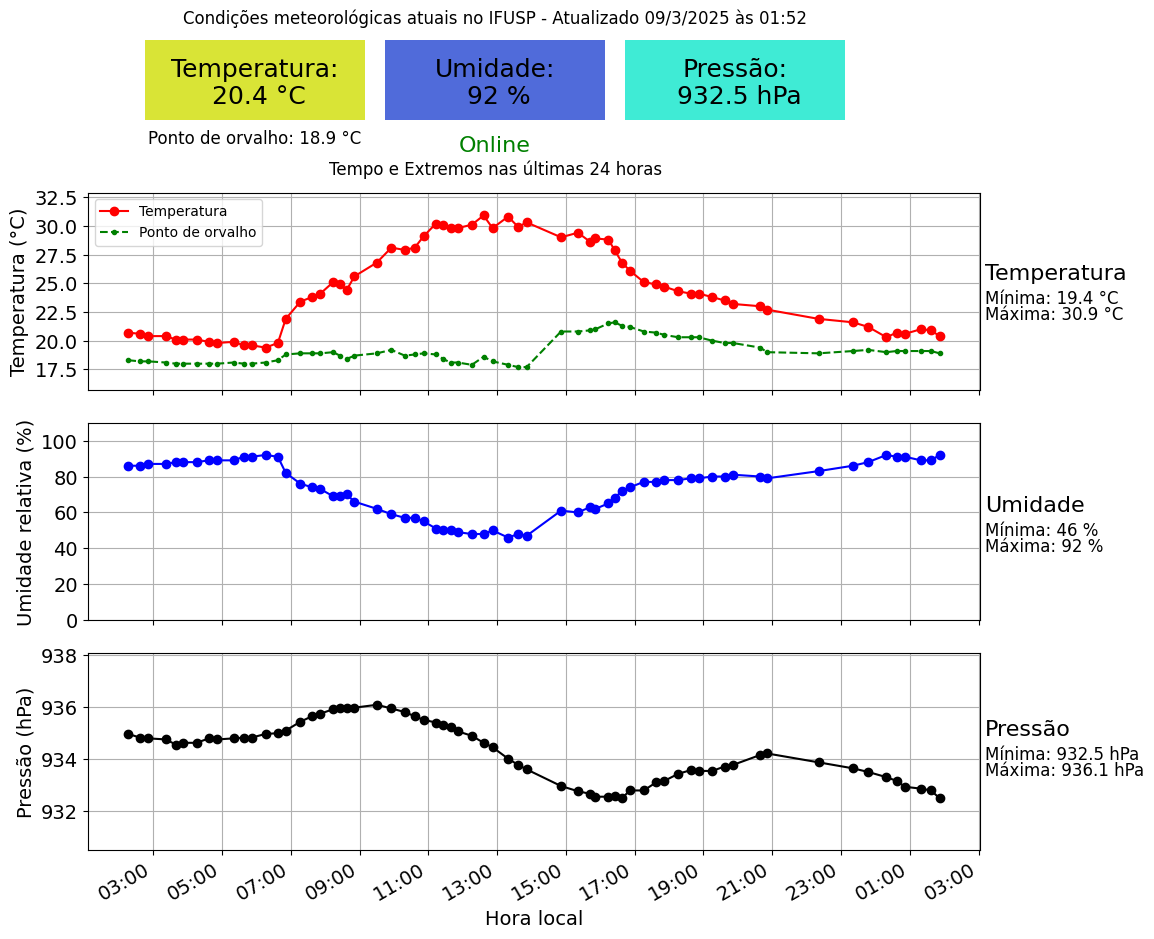 Condições meteorológicas atuais no IFUSP - Atualizado 09/3/2025 às 01:52
Temperatura:
20.4 °C
Umidade:
92 %
Pressão:
932.5 hPa
Ponto de orvalho: 18.9 °C
Online
Tempo e Extremos nas últimas 24 horas
Temperatura (°C)
32.5
30.0
27.5
25.0
22.5
20.0
17.5
Temperatura
Ponto de orvalho
Temperatura
Mínima: 19.4 °C
Máxima: 30.9 °C
Umidade relativa (%)
100
80
60
40
20
0
Umidade
Mínima: 46 %
Máxima: 92 %
Pressão (hPa)
938
936
934
932
Pressão
Mínima: 932.5 hPa
Máxima: 936.1 hPa
03:00 05:00 07:00 09:00 11:00 13:00 15:00 17:00 19:00 21:00 23:00 01:00 03:00
Hora local